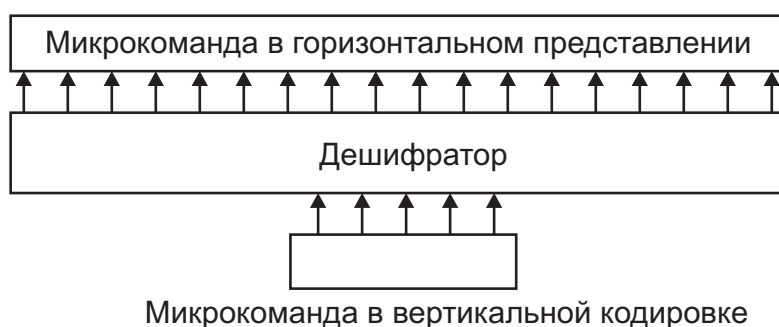 Микрокоманда в горизонтальном представлении
Дешифратор
Микрокоманда в вертикальной кодировке